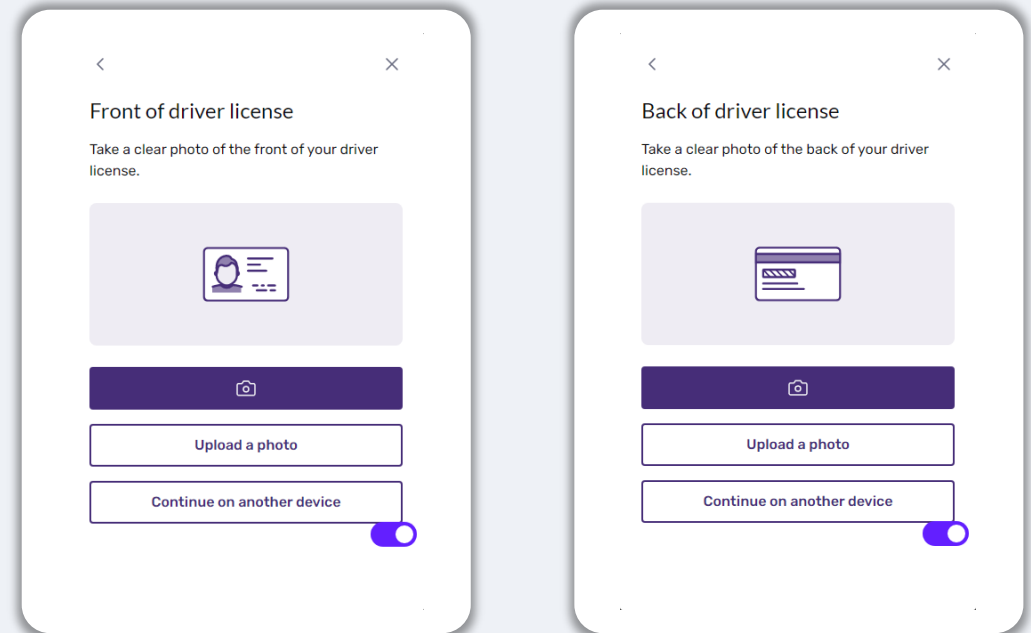 Front of driver license
Take a clear photo of the front of your driver
license.
Upload a photo
Continue on another device
Back of driver license
Take a clear photo of the back of your driver
license.
Upload a photo
Continue on another device